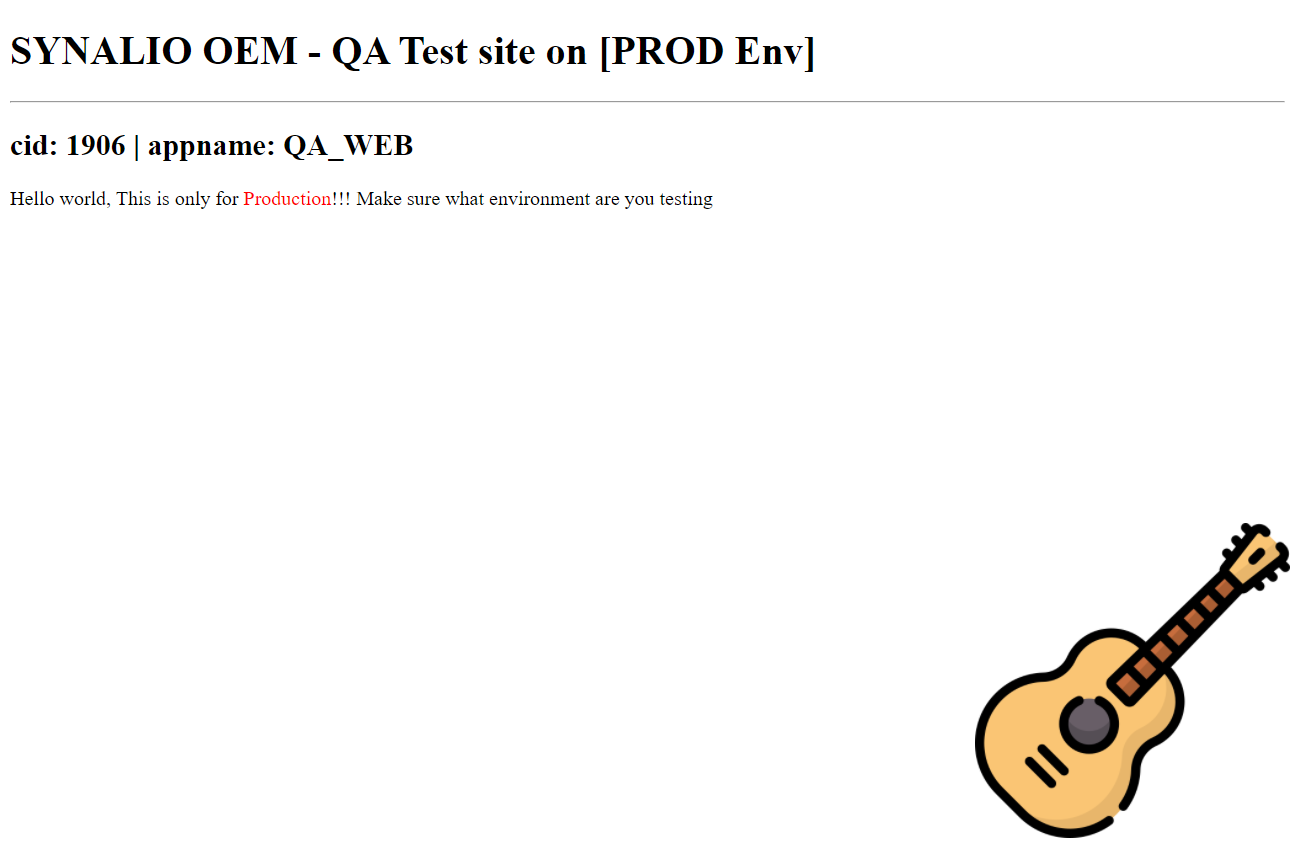 SYNALIO OEM - QA Test site on [PROD Env]
cid: 1906 | appname: QA_WEB
Hello world, This is only for Production!!! Make sure what environment are you testing